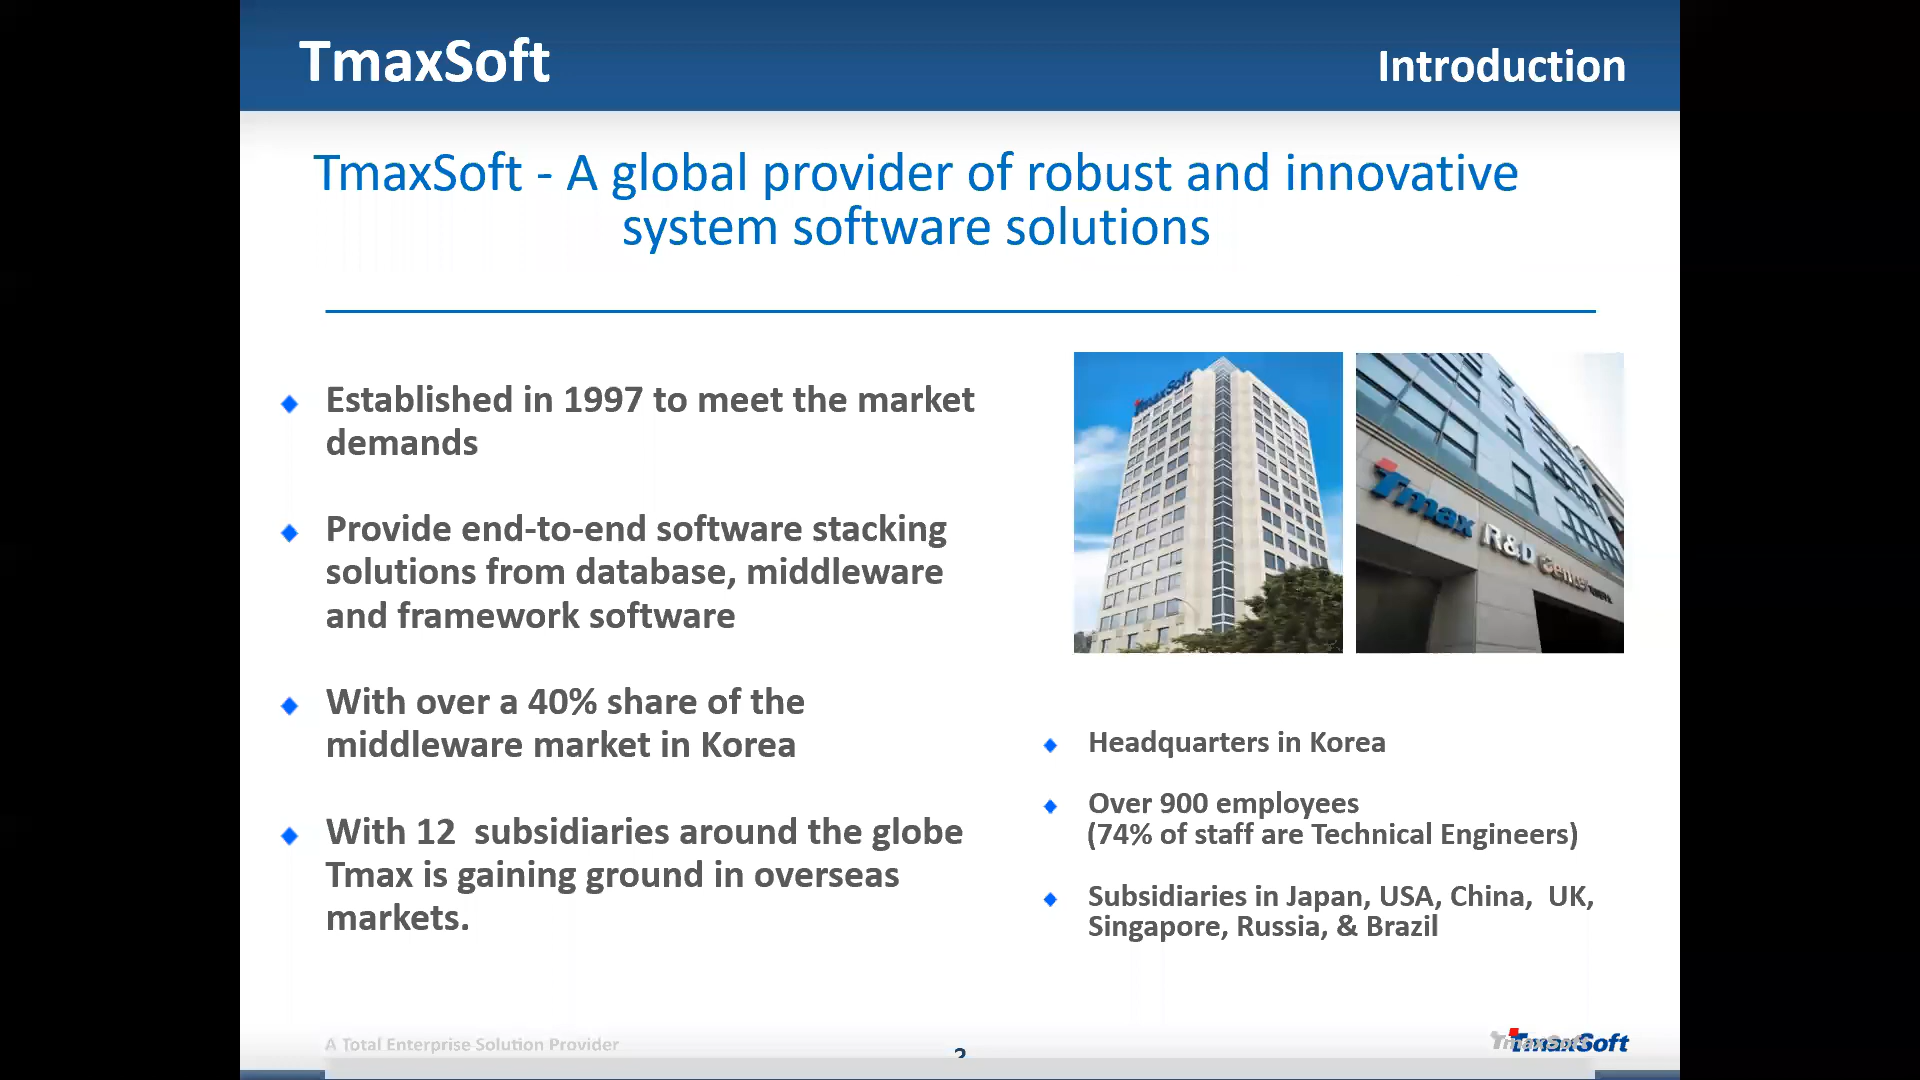 TmaxSoft
Introduction
TmaxSoft - A global provider of robust and innovative
system software solutions
Established in 1997 to meet the market
demands
Provide end-to-end software stacking
solutions from database, middleware
and framework software
With over a 40% share of the
middleware market in Korea
With 12  subsidiaries around the globe
Tmax is gaining ground in overseas
markets.
TmaxSoft
Tmax R&D Center
Headquarters in Korea
Over 900 employees
(74% of staff are Technical Engineers)
Subsidiaries in Japan, USA, China,  UK,
Singapore, Russia, & Brazil
A Total Enterprise Solution Provider
TmaxSoft